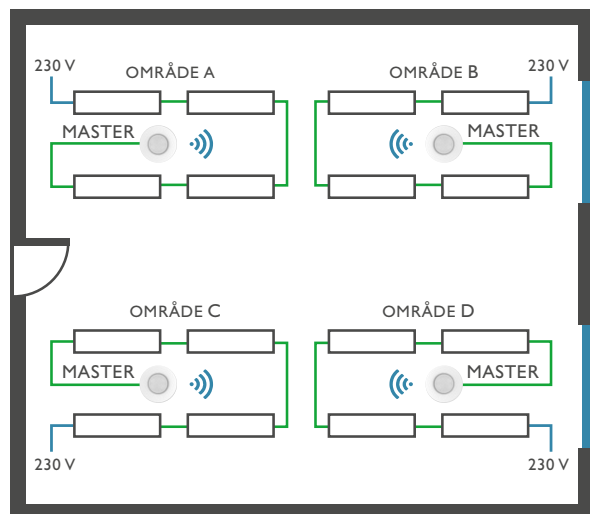 230 V
OMRÅDE A
OMRÅDE B
230 V
MASTER
MASTER
OMRÅDE C
OMRÅDE D
MASTER
MASTER
230 V
230 V